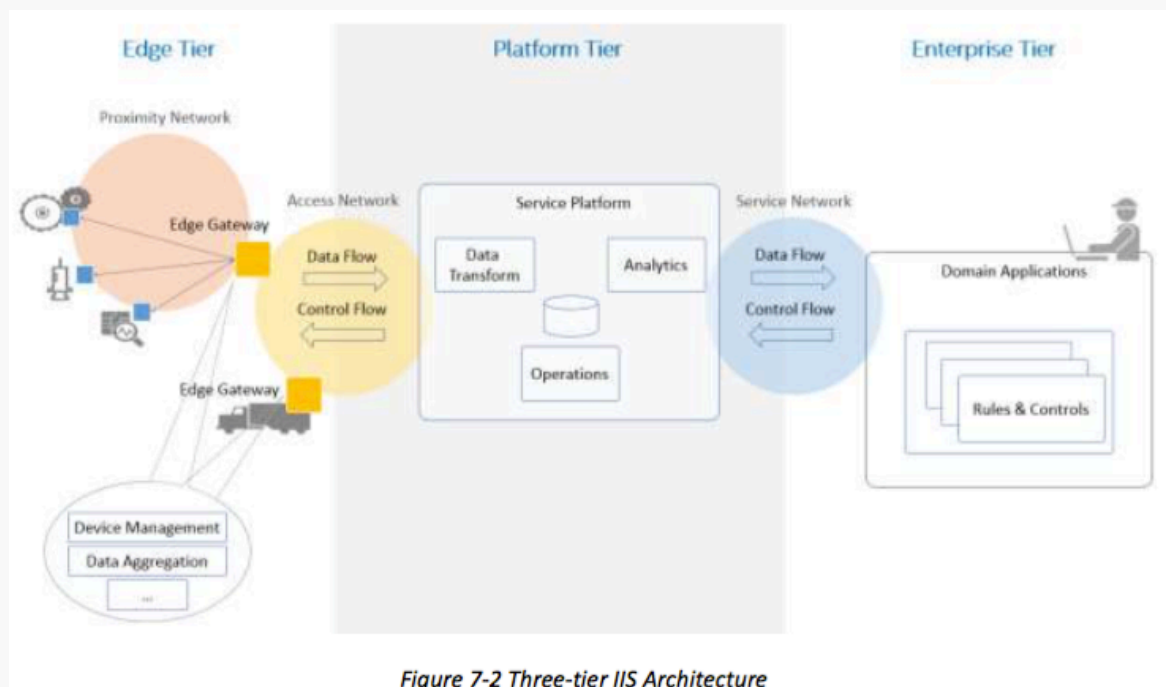 Edge Tier
Platform Tier
Enterprise Tier
Proximity Network
Edge Gateway
Access Network
Data Flow
Control Flow
Edge Gateway
Device Management
Data Aggregation
...
Service Platform
Data
Transform
Analytics
Operations
Service Network
Data Flow
Control Flow
Domain Applications
Rules & Controls
Figure 7-2 Three-tier IIS Architecture